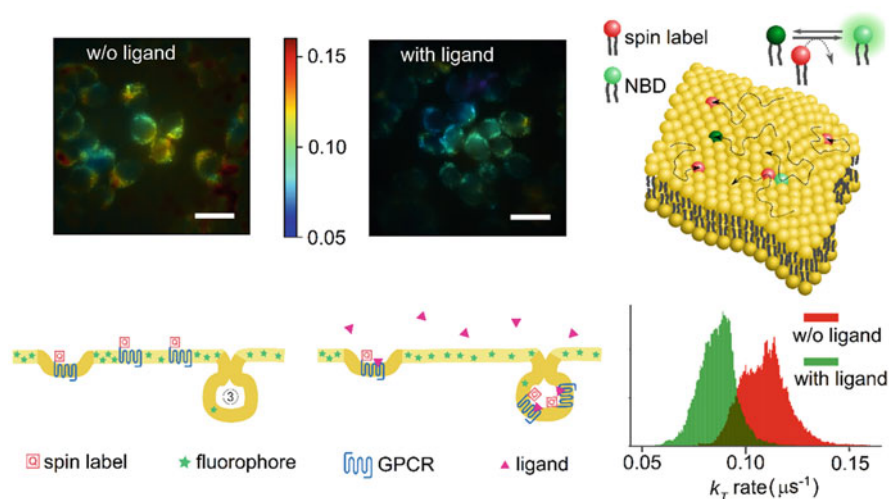 w/o ligand
0.15
0.10
0.05
with ligand
spin label
NBD
Q
Q
Q
3
Q
Q
Q
Q spin label
fluorophore
GPCR
ligand
w/o ligand
with ligand
0.05
0.10
0.15
k_T rate(μs⁻¹)